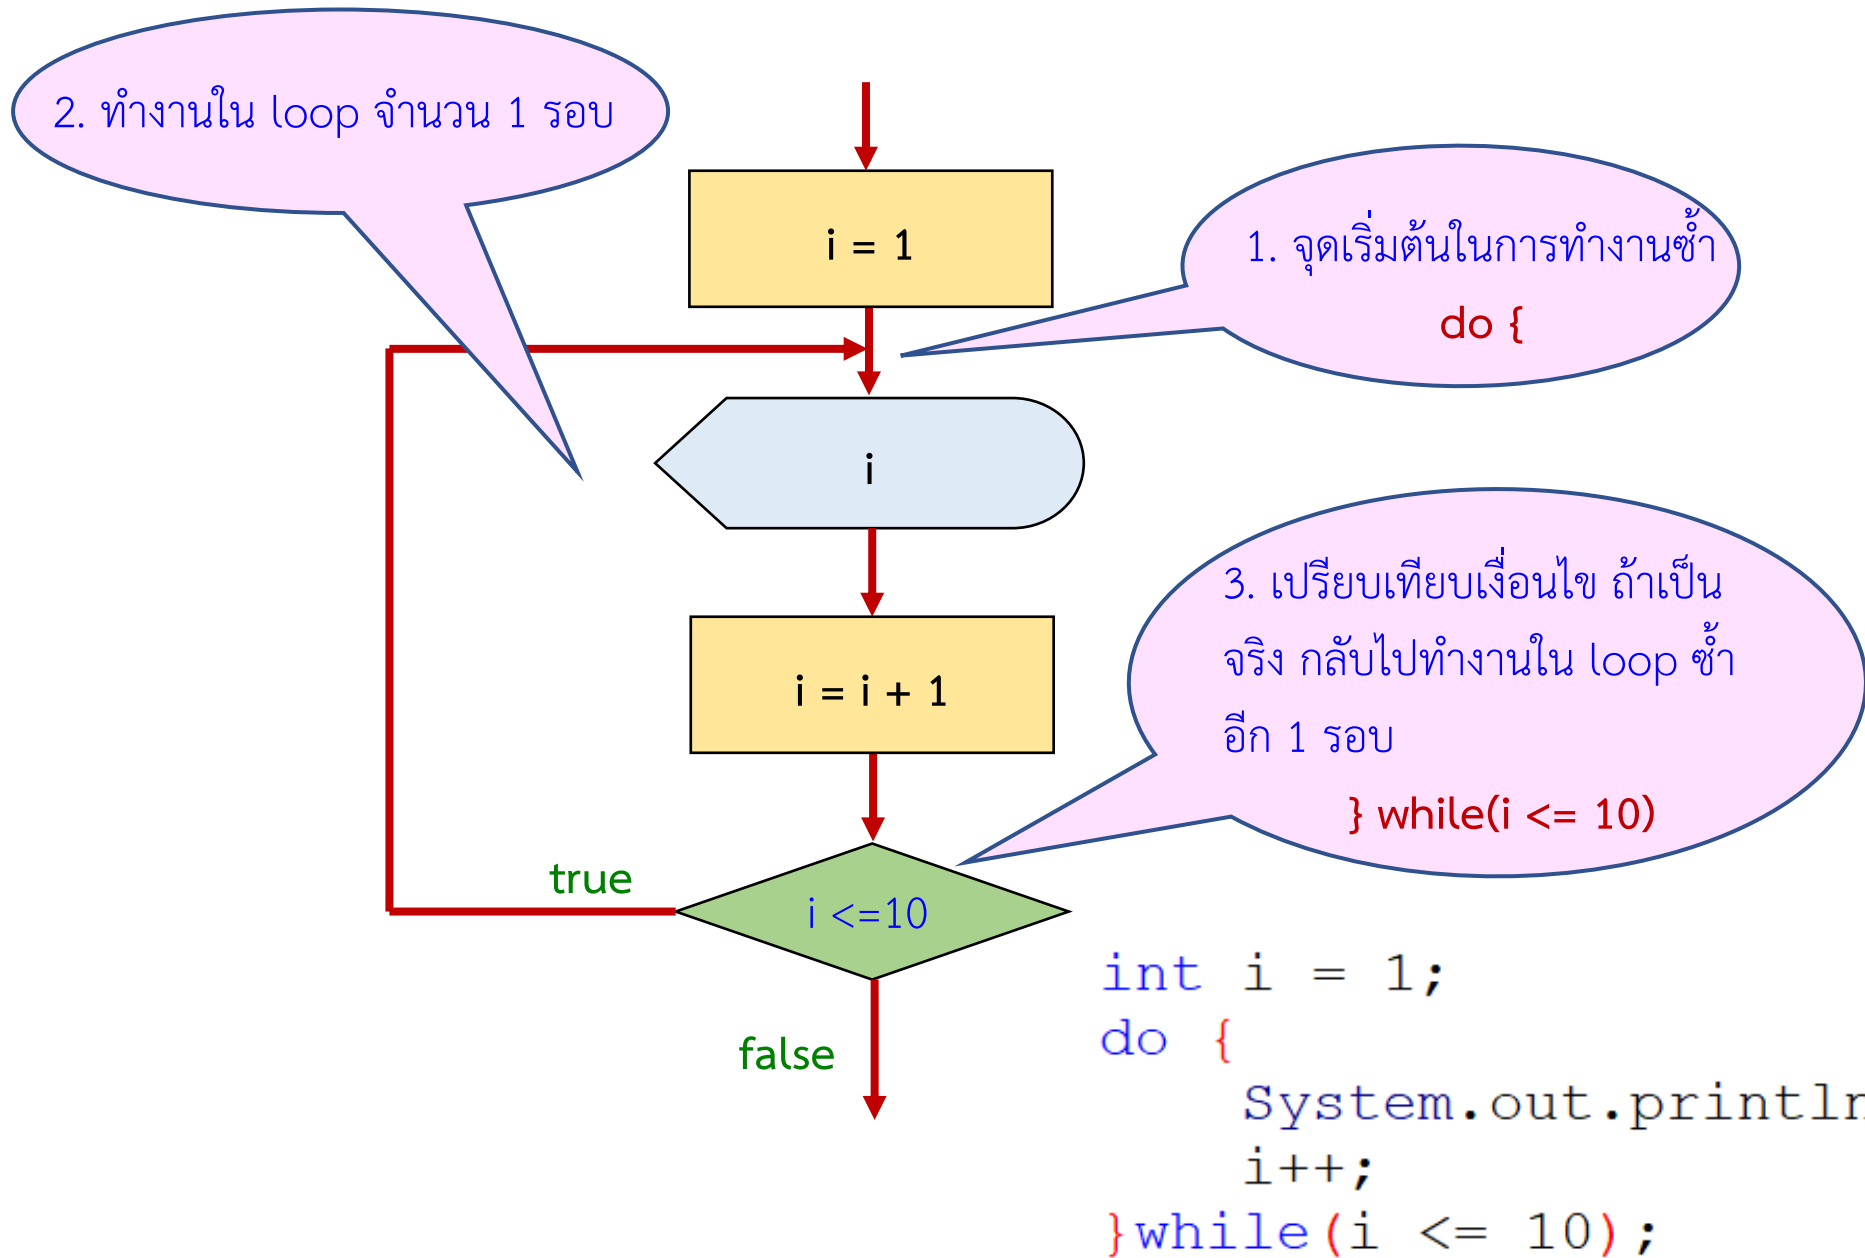 2. ทำงานใน loop จำนวน 1 รอบ
i = 1
1. จุดเริ่มต้นในการทำงานซ้ำ
do {
i
3. เปรียบเทียบเงื่อนไข ถ้าเป็น
จริง กลับไปทำงานใน loop ซ้ำ
อีก 1 รอบ
} while(i <= 10)
i = i + 1
true
i <=10
false
int i = 1;
do {
System.out.println
i++;
}while(i <= 10);